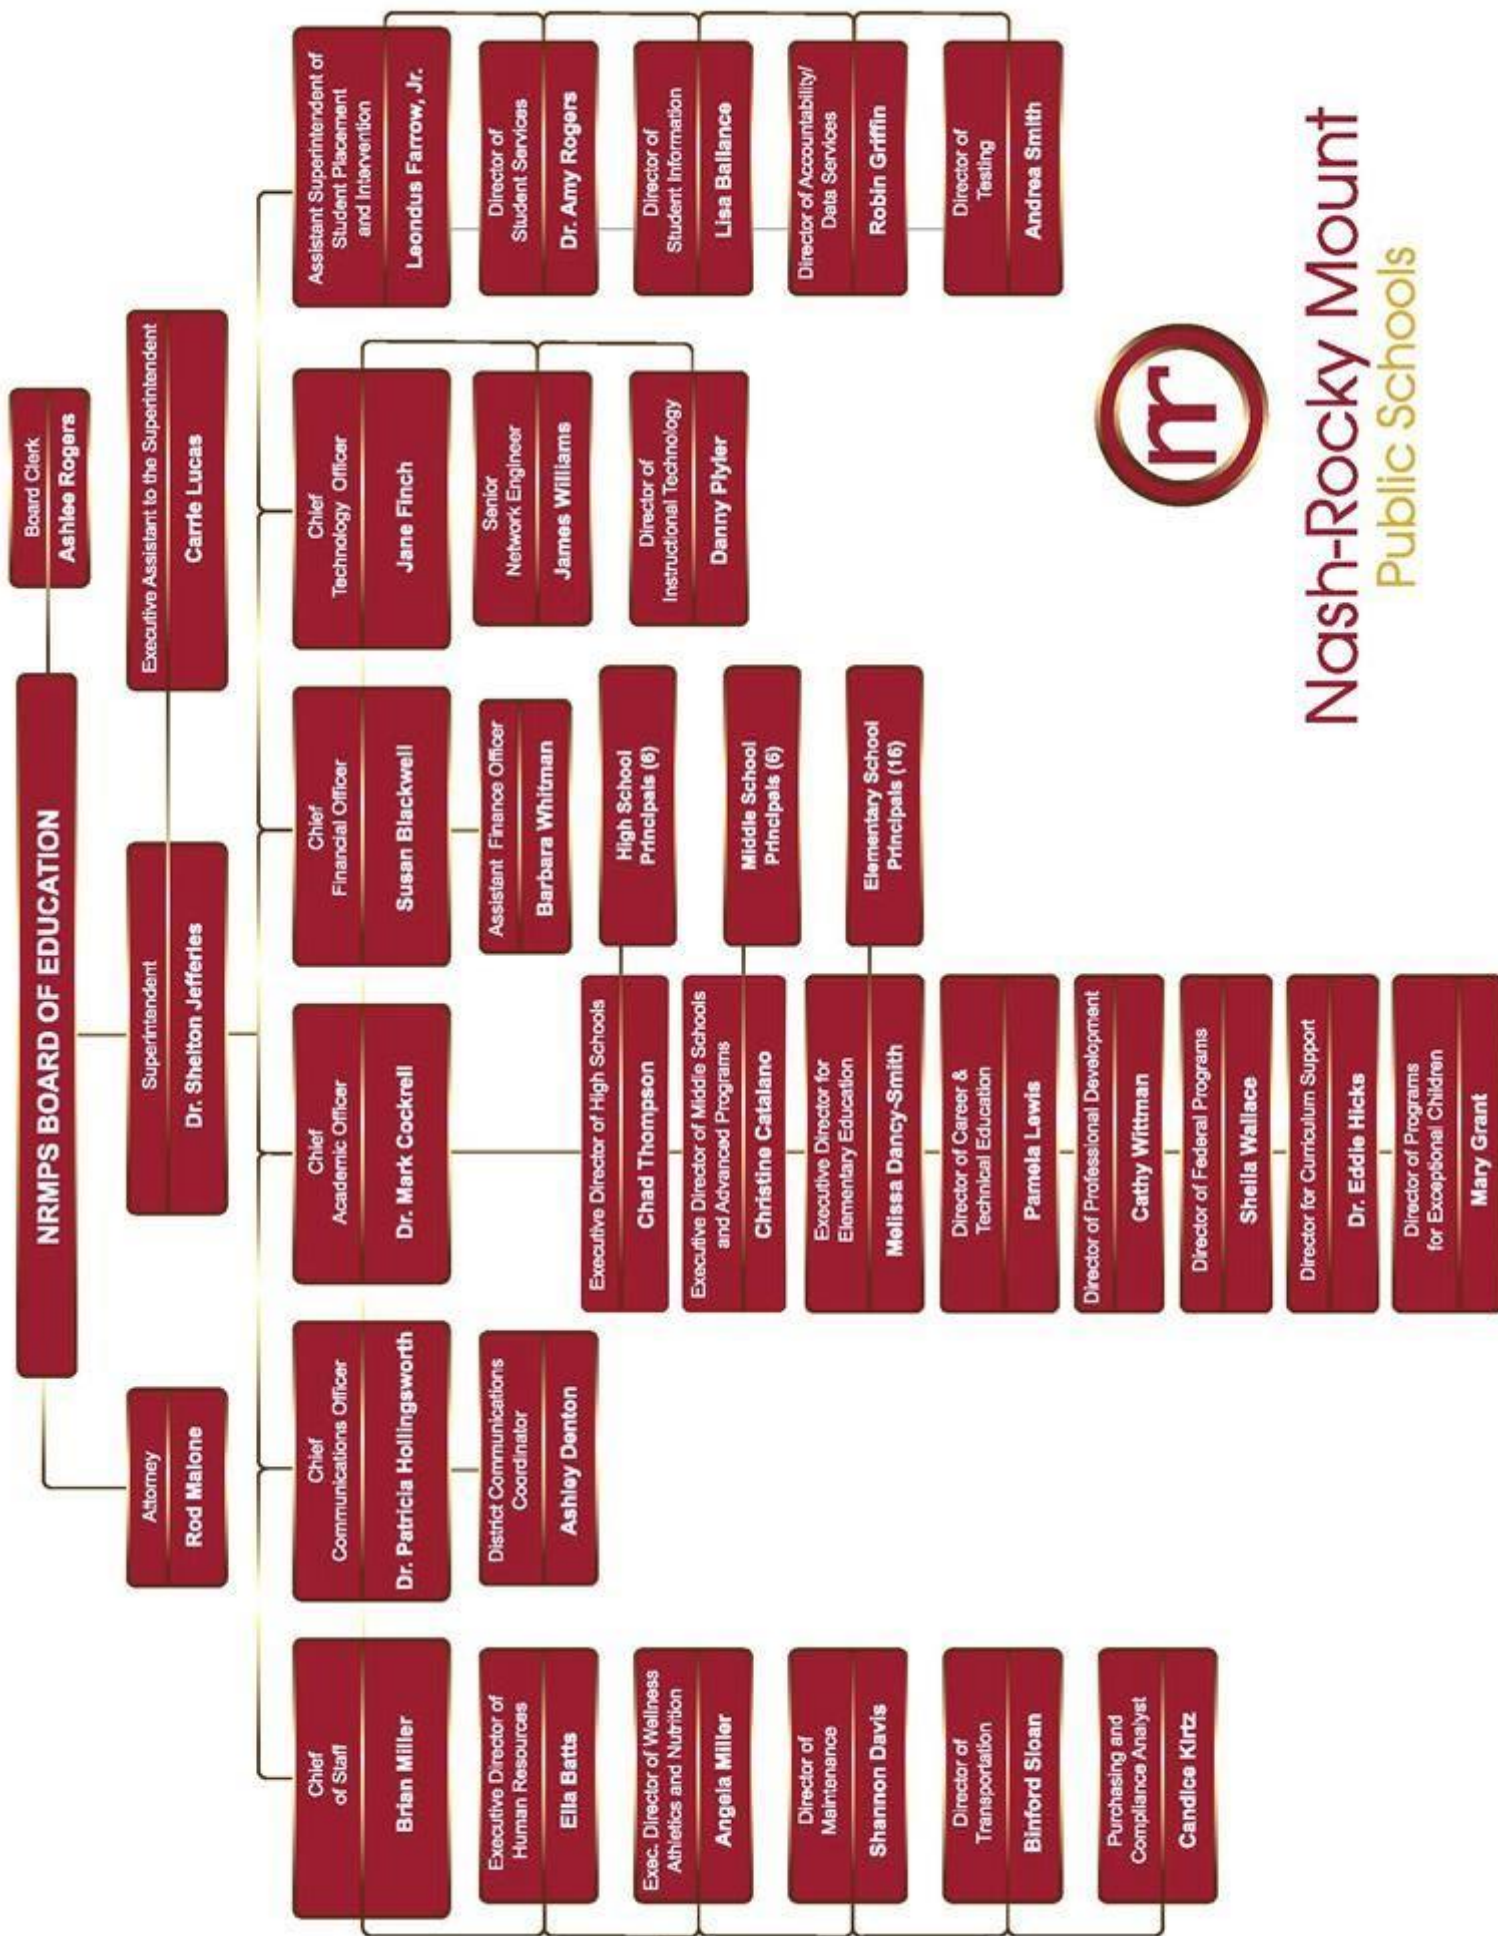 NRMPS BOARD OF EDUCATION
Board Clerk
Ashlee Rogers
Attorney
Rod Malone
Superintendent
Dr. Shelton Jefferies
Executive Assistant to the Superintendent
Carrie Lucas
Chief
of Staff
Brian Miller
Executive Director of
Human Resources
Ella Batts
Exec. Director of Wellness
Athletics and Nutrition
Angela Miller
Director of
Maintenance
Shannon Davis
Director of
Transportation
Binford Sloan
Purchasing and
Compliance Analyst
Candice Kirtz
Chief
Communications Officer
Dr. Patricia Hollingsworth
District Communications
Coordinator
Ashley Denton
Chief
Academic Officer
Dr. Mark Cockrell
Executive Director of High Schools
Chad Thompson
High School
Principals (6)
Executive Director of Middle Schools
and Advanced Programs
Christine Catalano
Middle School
Principals (6)
Executive Director for
Elementary Education
Melissa Dancy-Smith
Elementary School
Principals (16)
Director of Career &
Technical Education
Pamela Lewis
Director of Professional Development
Cathy Wittman
Director of Federal Programs
Sheila Wallace
Director for Curriculum Support
Dr. Eddie Hicks
Director of Programs
for Exceptional Children
Mary Grant
Chief
Financial Officer
Susan Blackwell
Assistant Finance Officer
Barbara Whitman
Chief
Technology Officer
Jane Finch
Senior
Network Engineer
James Williams
Director of
Instructional Technology
Danny Plyler
Assistant Superintendent of
Student Placement
and Intervention
Leondus Farrow, Jr.
Director of
Student Services
Dr. Amy Rogers
Director of
Student Information
Lisa Ballance
Director of Accountability/
Data Services
Robin Griffin
Director of
Testing
Andrea Smith
nr
Nash-Rocky Mount
Public Schools